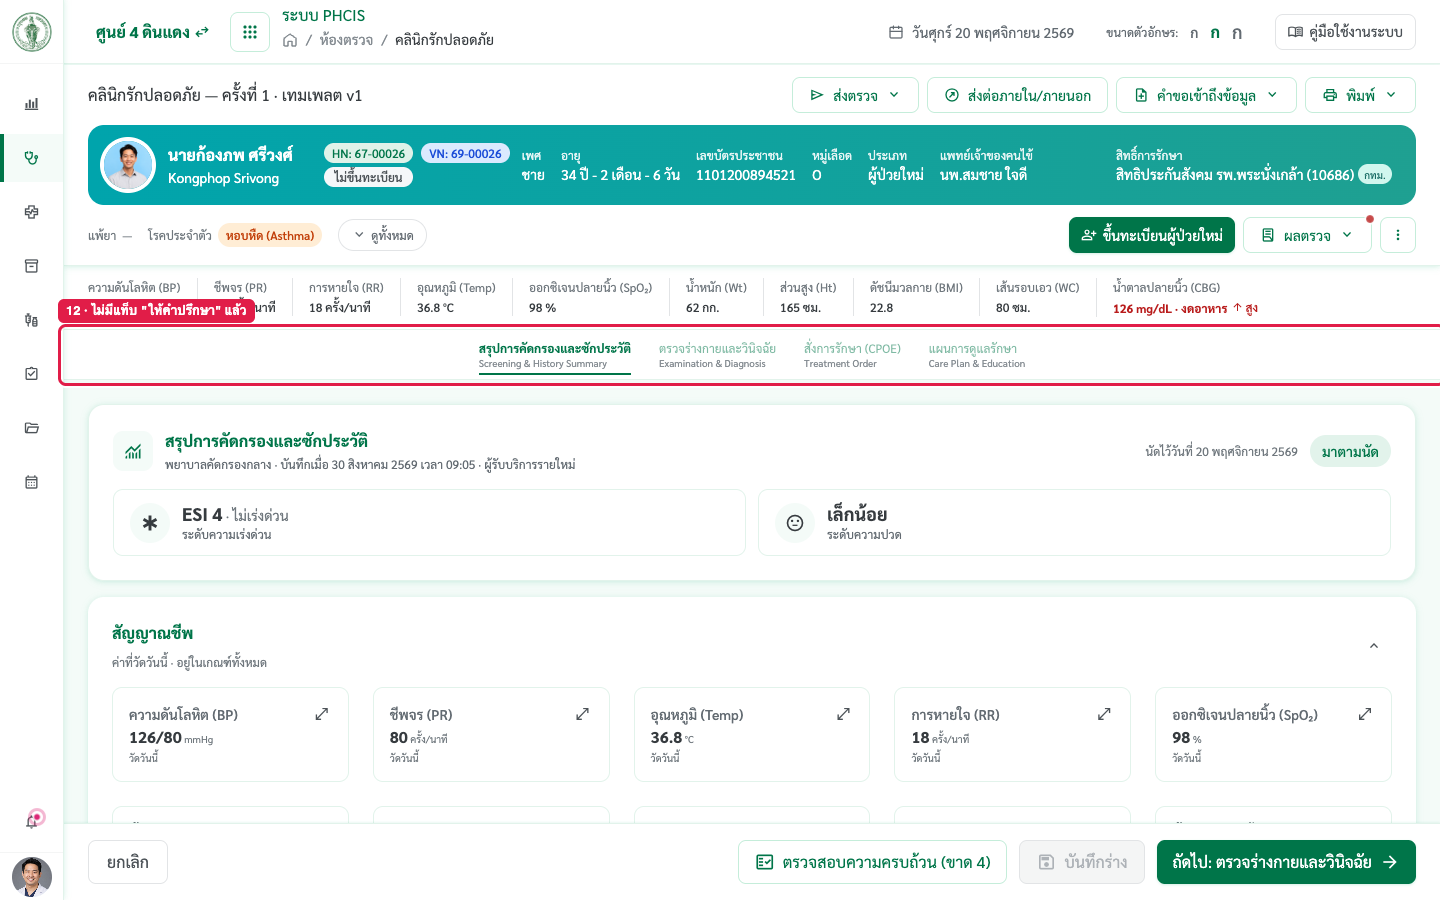 ศูนย์ 4 ดินแดง
ระบบ PHCIS
/ ห้องตรวจ / คลินิกรักปลอดภัย
วันศุกร์ 20 พฤศจิกายน 2569
ขนาดตัวอักษร: ก ก ก
คู่มือใช้งานระบบ
คลินิกรักปลอดภัย — ครั้งที่ 1 · เทมเพลต v1
ส่งตรวจ
ส่งต่อภายใน/ภายนอก
คำขอเข้าถึงข้อมูล
พิมพ์
นายก้องภพ ศรีวงค์
Kongphop Srivong
HN: 67-00026
VN: 69-00026
ไม่ขึ้นทะเบียน
เพศ
ชาย
อายุ
34 ปี - 2 เดือน - 6 วัน
เลขบัตรประชาชน
1101200894521
หมู่เลือด
O
ประเภท
ผู้ป่วยใหม่
แพทย์เจ้าของคนไข้
นพ.สมชาย ใจดี
สิทธิ์การรักษา
สิทธิประกันสังคม รพ.พระนั่งเกล้า (10686) กทม.
แพ้ยา —
โรคประจำตัว หอบหืด (Asthma)
ดูทั้งหมด
ขึ้นทะเบียนผู้ป่วยใหม่
ผลตรวจ
ความดันโลหิต (BP)
ชีพจร (PR)
นาที
การหายใจ (RR)
18 ครั้ง/นาที
อุณหภูมิ (Temp)
36.8 °C
ออกซิเจนปลายนิ้ว (SpO₂)
98 %
น้ำหนัก (Wt)
62 กก.
ส่วนสูง (Ht)
165 ซม.
ดัชนีมวลกาย (BMI)
22.8
เส้นรอบเอว (WC)
80 ซม.
น้ำตาลปลายนิ้ว (CBG)
126 mg/dL · งดอาหาร ↑ สูง
12 · ไม่มีแท็บ "ให้คำปรึกษา" แล้ว
สรุปการคัดกรองและซักประวัติ
Screening & History Summary
ตรวจร่างกายและวินิจฉัย
Examination & Diagnosis
สั่งการรักษา (CPOE)
Treatment Order
แผนการดูแลรักษา
Care Plan & Education
สรุปการคัดกรองและซักประวัติ
พยาบาลคัดกรองกลาง · บันทึกเมื่อ 30 สิงหาคม 2569 เวลา 09:05 · ผู้รับบริการรายใหม่
นัดไว้วันที่ 20 พฤศจิกายน 2569
มาตามนัด
ESI 4 · ไม่เร่งด่วน
ระดับความเร่งด่วน
เล็กน้อย
ระดับความปวด
สัญญาณชีพ
ค่าที่วัดวันนี้ · อยู่ในเกณฑ์ทั้งหมด
ความดันโลหิต (BP)
126/80 mmHg
วัดวันนี้
ชีพจร (PR)
80 ครั้ง/นาที
วัดวันนี้
อุณหภูมิ (Temp)
36.8 °C
วัดวันนี้
การหายใจ (RR)
18 ครั้ง/นาที
วัดวันนี้
ออกซิเจนปลายนิ้ว (SpO₂)
98 %
วัดวันนี้
ยกเลิก
ตรวจสอบความครบถ้วน (ขาด 4)
บันทึกร่าง
ถัดไป: ตรวจร่างกายและวินิจฉัย